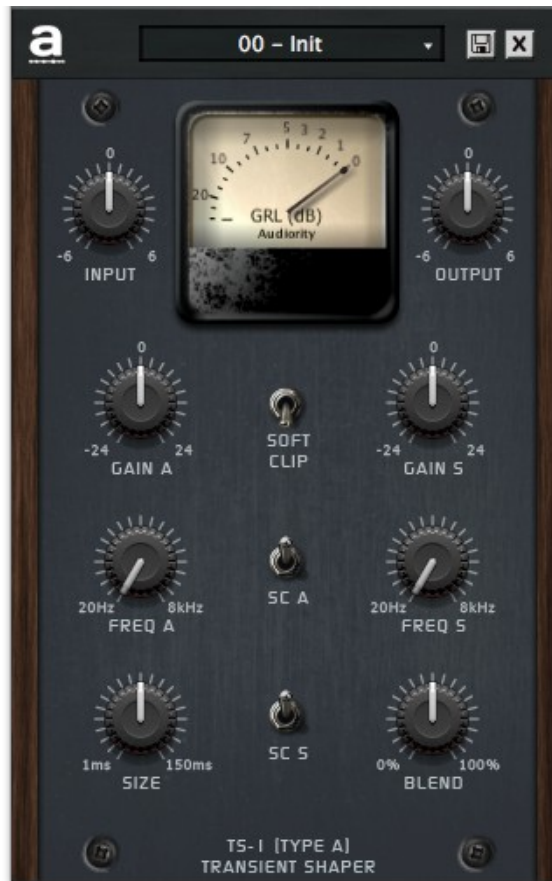 a
00 – Init
X
0
-6 6
INPUT
20 10 7 5 3 2 1 0
GRL (dB)
Audiority
0
-6 6
OUTPUT
0
-24 24
GAIN A
SOFT
CLIP
0
-24 24
GAIN S
20Hz 8kHz
FREQ A
SC A
20Hz 8kHz
FREQ S
1ms 150ms
SIZE
SC S
0% 100%
BLEND
TS-1 [TYPE A]
TRANSIENT SHAPER